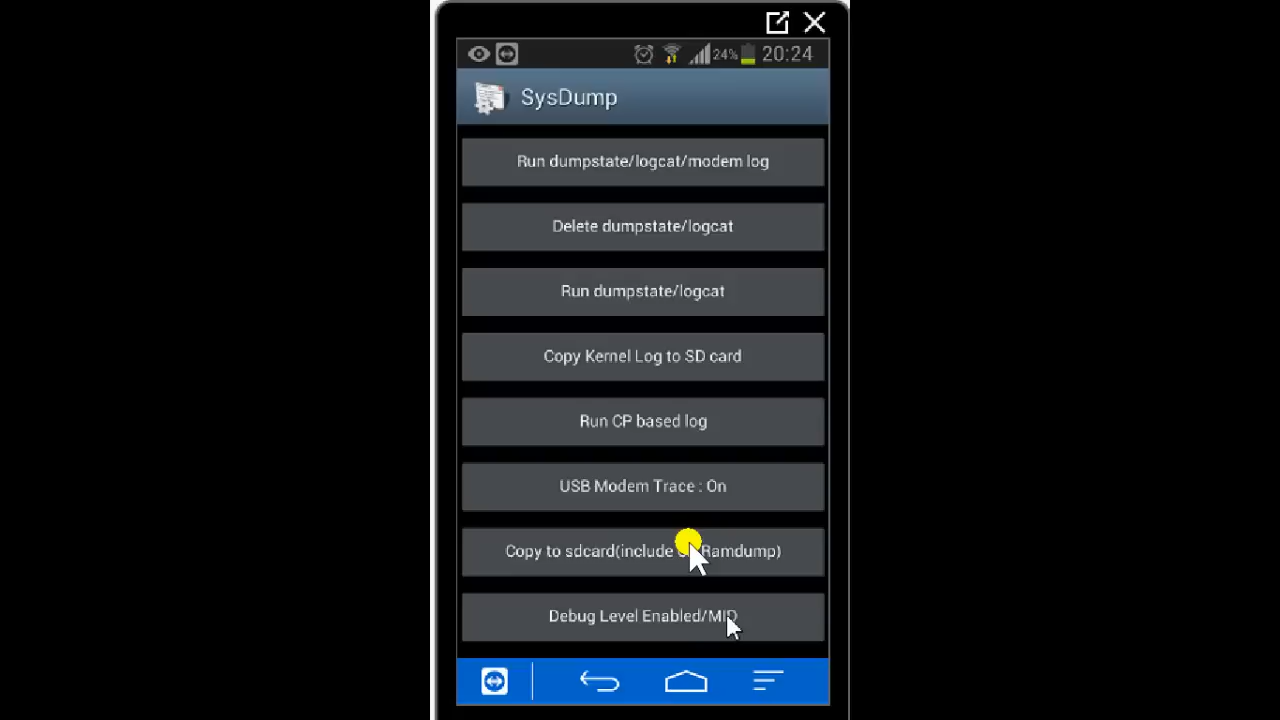 24% 20:24
SysDump
Run dumpstate/logcat/modem log
Delete dumpstate/logcat
Run dumpstate/logcat
Copy Kernel Log to SD card
Run CP based log
USB Modem Trace : On
Copy to sdcard(include Ramdump)
Debug Level Enabled/MID